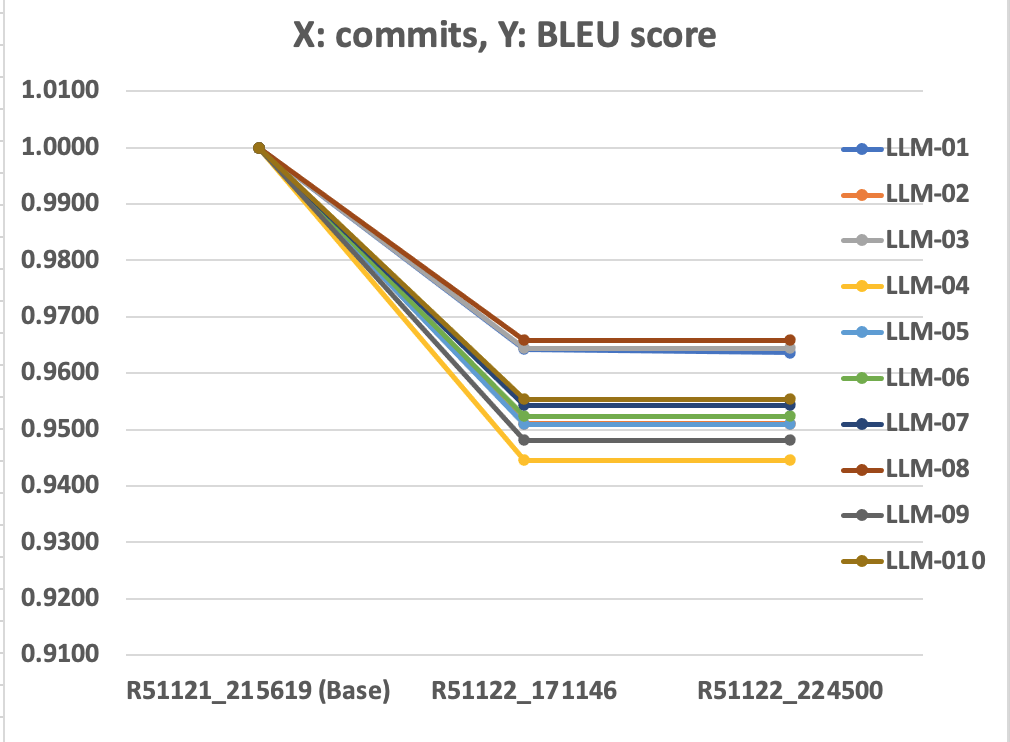 X: commits, Y: BLEU score
1.0100
1.0000
0.9900
0.9800
0.9700
0.9600
0.9500
0.9400
0.9300
0.9200
0.9100
R51121_215619 (Base)
R51122_171146
R51122_224500
LLM-01
LLM-02
LLM-03
LLM-04
LLM-05
LLM-06
LLM-07
LLM-08
LLM-09
LLM-010